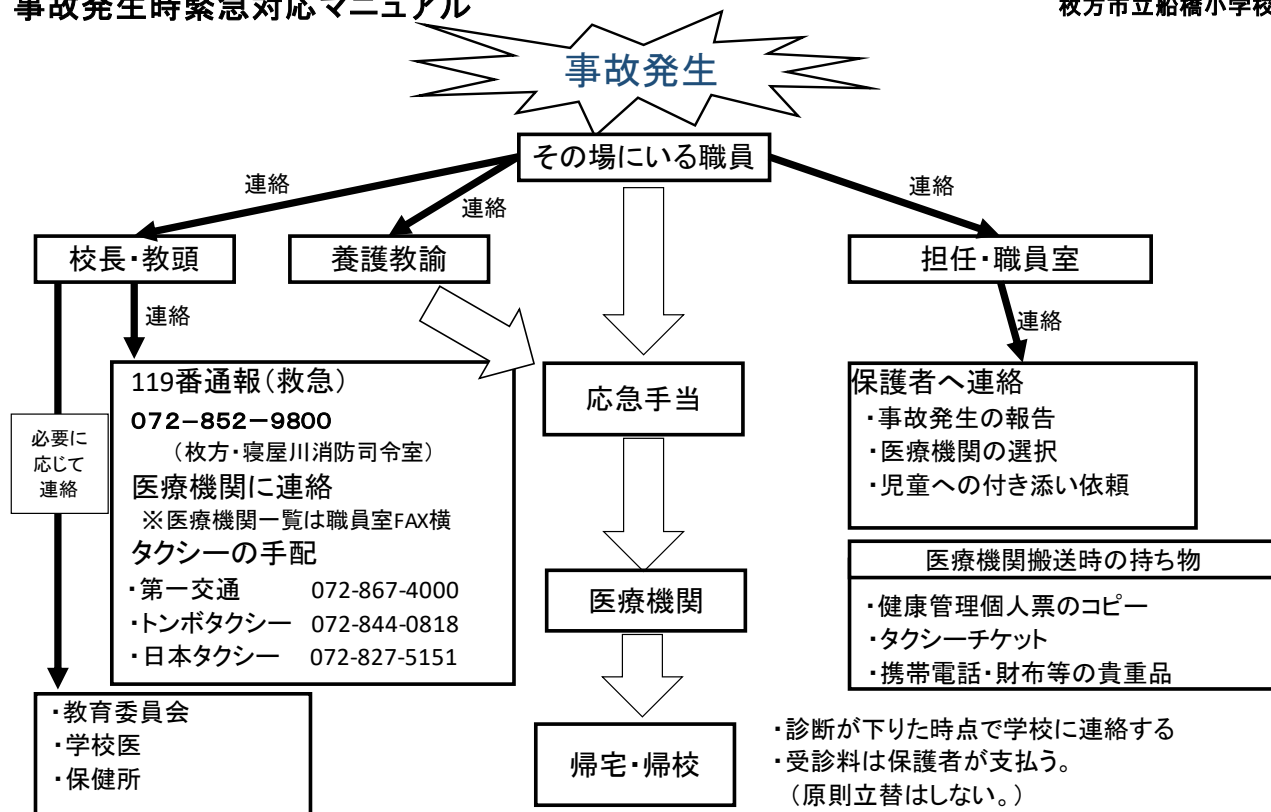 事故発生時緊急対応マニュアル
枚方市立船橋小学校
事故発生
その場にいる職員
連絡
連絡
連絡
校長・教頭
養護教諭
担任・職員室
連絡
連絡
119番通報(救急)
072-852-9800
(枚方・寝屋川消防司令室)
医療機関に連絡
※医療機関一覧は職員室FAX横
タクシーの手配
・第一交通 072-867-4000
・トンボタクシー 072-844-0818
・日本タクシー 072-827-5151
必要に
応じて
連絡
・教育委員会
・学校医
・保健所
応急手当
医療機関
帰宅・帰校
保護者へ連絡
・事故発生の報告
・医療機関の選択
・児童への付き添い依頼
医療機関搬送時の持ち物
・健康管理個人票のコピー
・タクシーチケット
・携帯電話・財布等の貴重品
・診断が下りた時点で学校に連絡する
・受診料は保護者が支払う。
(原則立替はしない。)